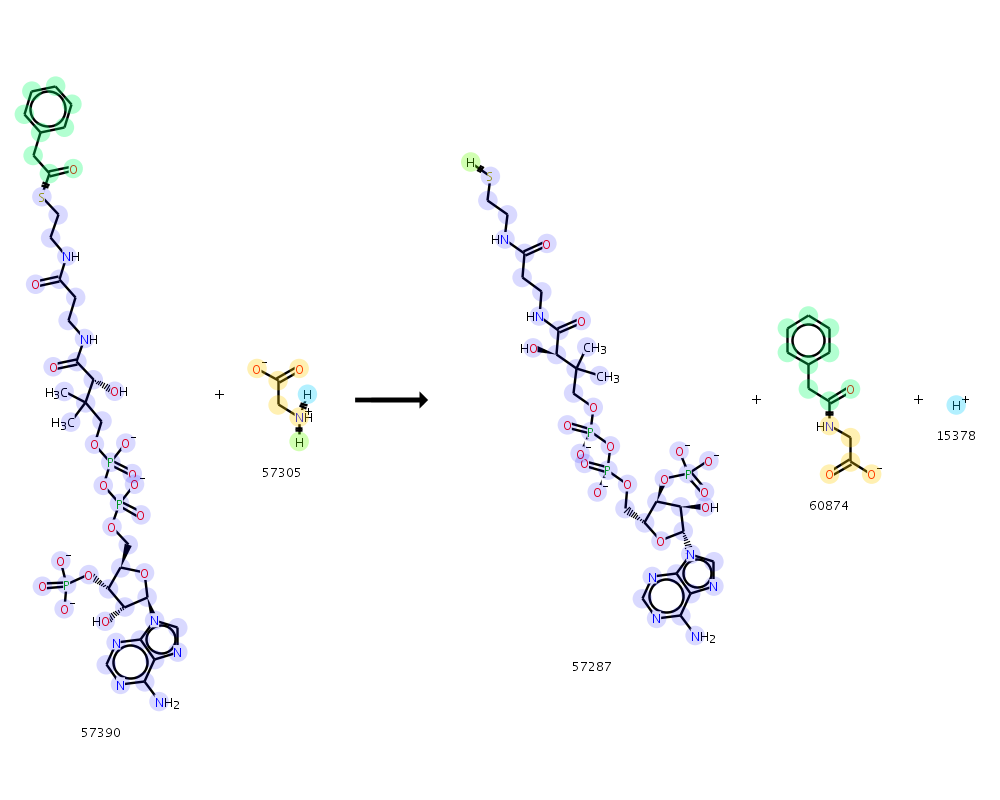 O
S
NH
O
NH
O
OH
H₃C
H₃C
O
O⁻
P
O
O
O⁻
P
O
O
O⁻
O
P
O
O⁻
O
HO
N
N
N
N
NH₂
57390
+
O⁻
O
H
NH⁺
H
57305
H
S
HN
O
HN
O
HO
CH₃
CH₃
O
O
P
O⁻
O
O
P
O⁻
O
O⁻
O⁻
P
O
O
OH
O
N
N
N
N
NH₂
57287
+
O
HN
O
O⁻
60874
+
H⁺
15378